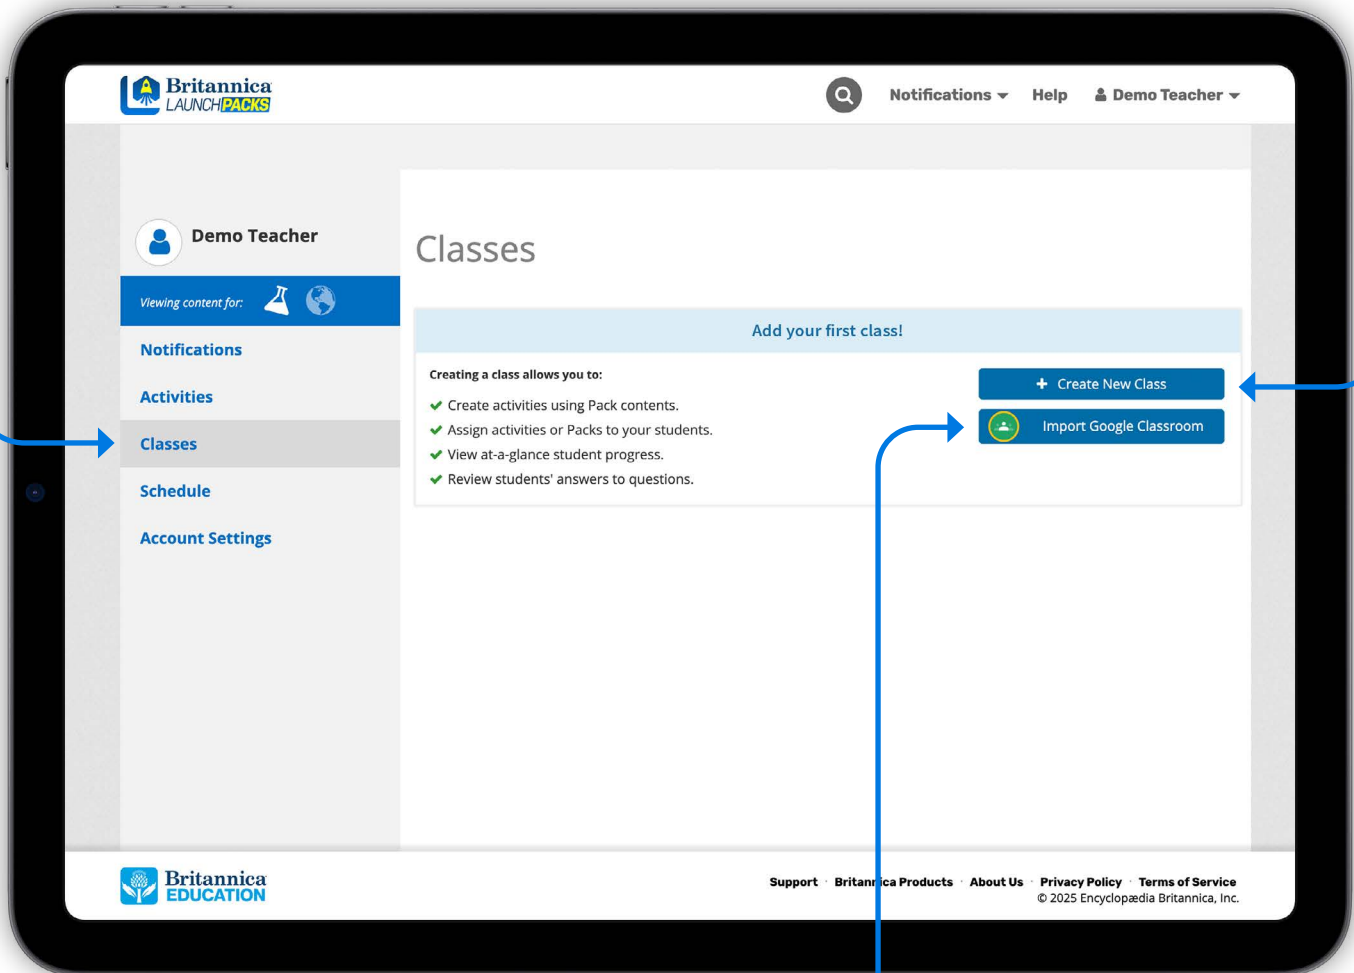 Britannica
LAUNCHPACKS
Notifications
Help
Demo Teacher
Demo Teacher
Viewing content for:
Notifications
Activities
Classes
Schedule
Account Settings
Classes
Add your first class!
Creating a class allows you to:
Create activities using Pack contents.
Assign activities or Packs to your students.
View at-a-glance student progress.
Review students' answers to questions.
+ Create New Class
Import Google Classroom
Britannica
EDUCATION
Support · Britannica Products · About Us · Privacy Policy · Terms of Service
© 2025 Encyclopædia Britannica, Inc.